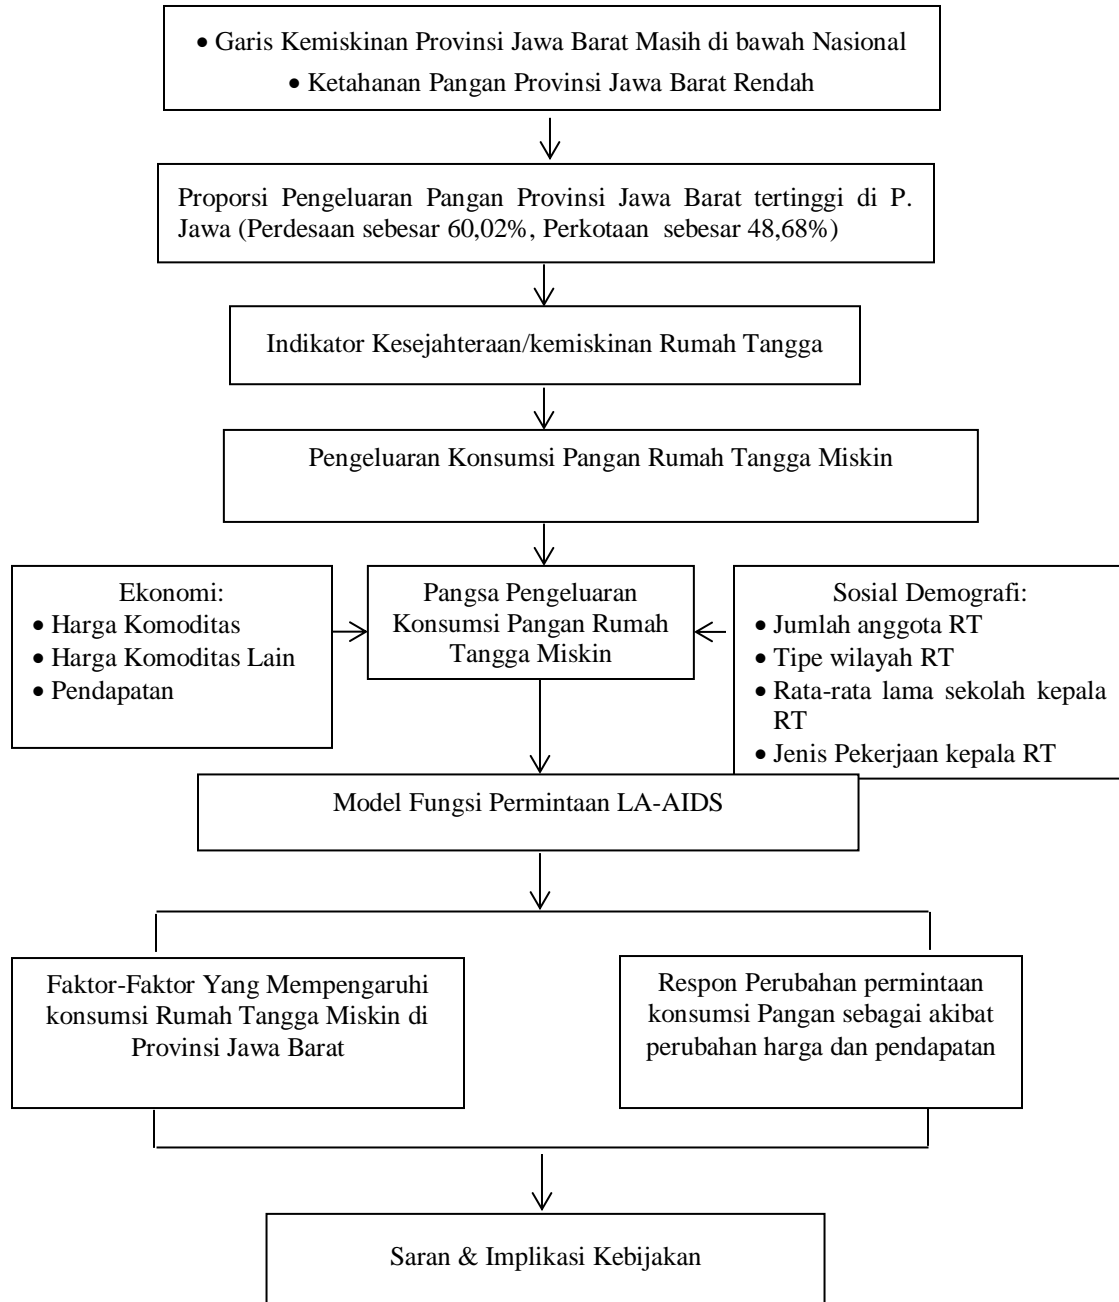 • Garis Kemiskinan Provinsi Jawa Barat Masih di bawah Nasional
• Ketahanan Pangan Provinsi Jawa Barat Rendah
Proporsi Pengeluaran Pangan Provinsi Jawa Barat tertinggi di P.
Jawa (Perdesaan sebesar 60,02%, Perkotaan sebesar 48,68%)
Indikator Kesejahteraan/kemiskinan Rumah Tangga
Pengeluaran Konsumsi Pangan Rumah Tangga Miskin
Ekonomi:
• Harga Komoditas
• Harga Komoditas Lain
• Pendapatan
Pangsa Pengeluaran
Konsumsi Pangan Rumah
Tangga Miskin
Sosial Demografi:
• Jumlah anggota RT
• Tipe wilayah RT
• Rata-rata lama sekolah kepala
RT
• Jenis Pekerjaan kepala RT
Model Fungsi Permintaan LA-AIDS
Faktor-Faktor Yang Mempengaruhi
konsumsi Rumah Tangga Miskin di
Provinsi Jawa Barat
Respon Perubahan permintaan
konsumsi Pangan sebagai akibat
perubahan harga dan pendapatan
Saran & Implikasi Kebijakan